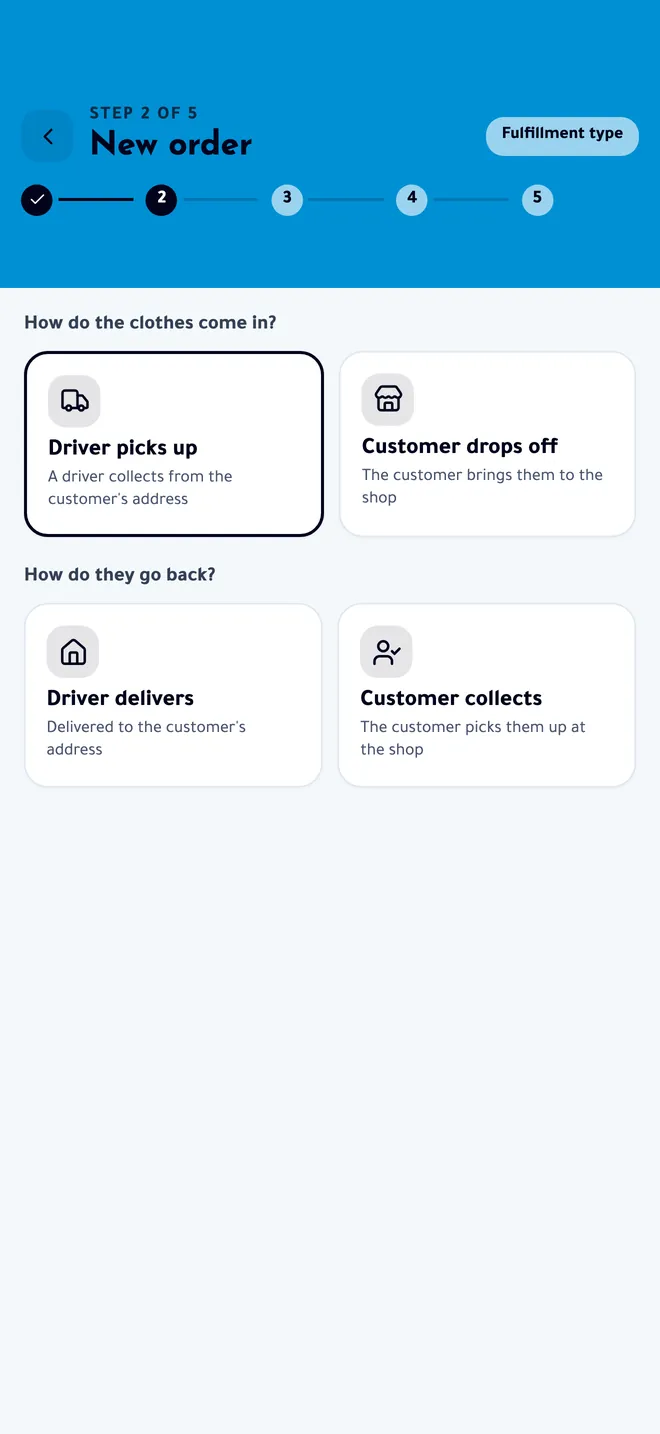 STEP 2 OF 5
New order
Fulfillment type
2
3
4
5
How do the clothes come in?
Driver picks up
A driver collects from the
customer's address
Customer drops off
The customer brings them to the
shop
How do they go back?
Driver delivers
Delivered to the customer's
address
Customer collects
The customer picks them up at
the shop